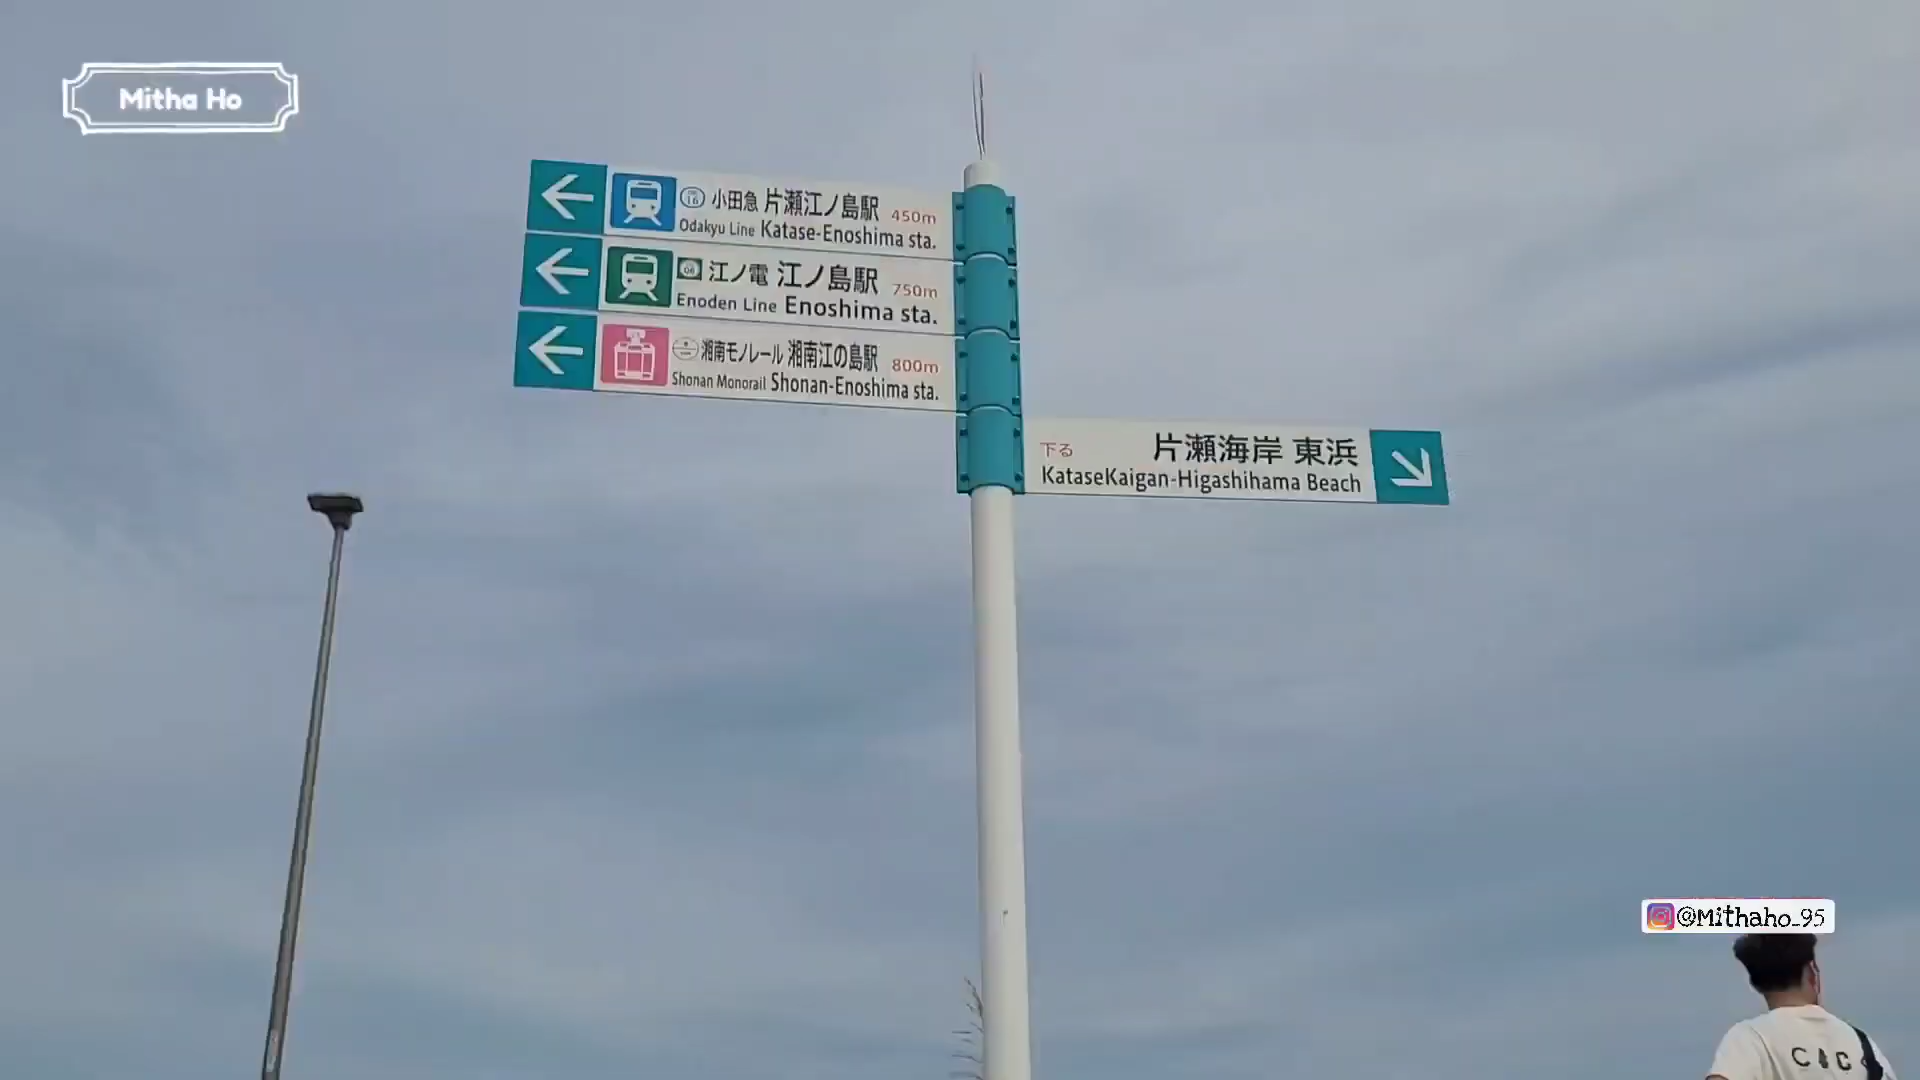 Mitha Ho
小田急 片瀬江ノ島駅 450m
Odakyu Line Katase-Enoshima sta.
江ノ電 江ノ島駅 750m
Enoden Line Enoshima sta.
湘南モノレール 湘南江の島駅 800m
Shonan Monorail Shonan-Enoshima sta.
下る 片瀬海岸 東浜
KataseKaigan-Higashihama Beach
@Mithaho_95